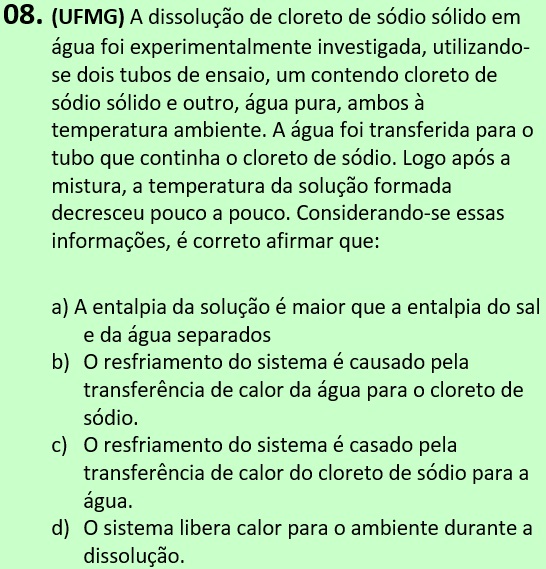 08. (UFMG) A dissolução de cloreto de sódio sólido em
água foi experimentalmente investigada, utilizando-
se dois tubos de ensaio, um contendo cloreto de
sódio sólido e outro, água pura, ambos à
temperatura ambiente. A água foi transferida para o
tubo que continha o cloreto de sódio. Logo após a
mistura, a temperatura da solução formada
decresceu pouco a pouco. Considerando-se essas
informações, é correto afirmar que:
a) A entalpia da solução é maior que a entalpia do sal
e da água separados
b) O resfriamento do sistema é causado pela
transferência de calor da água para o cloreto de
sódio.
c) O resfriamento do sistema é casado pela
transferência de calor do cloreto de sódio para a
água.
d) O sistema libera calor para o ambiente durante a
dissolução.